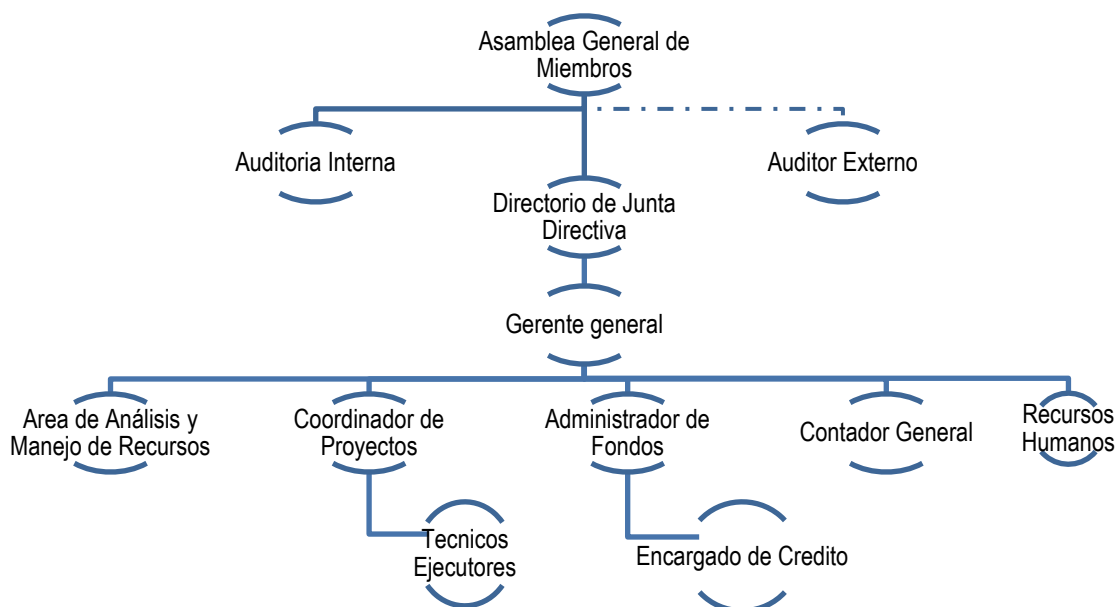 Asamblea General de
Miembros
Auditoria Interna
Auditor Externo
Directorio de Junta
Directiva
Gerente general
Area de Análisis y
Manejo de Recursos
Coordinador de
Proyectos
Administrador de
Fondos
Contador General
Recursos
Humanos
Tecnicos
Ejecutores
Encargado de Credito